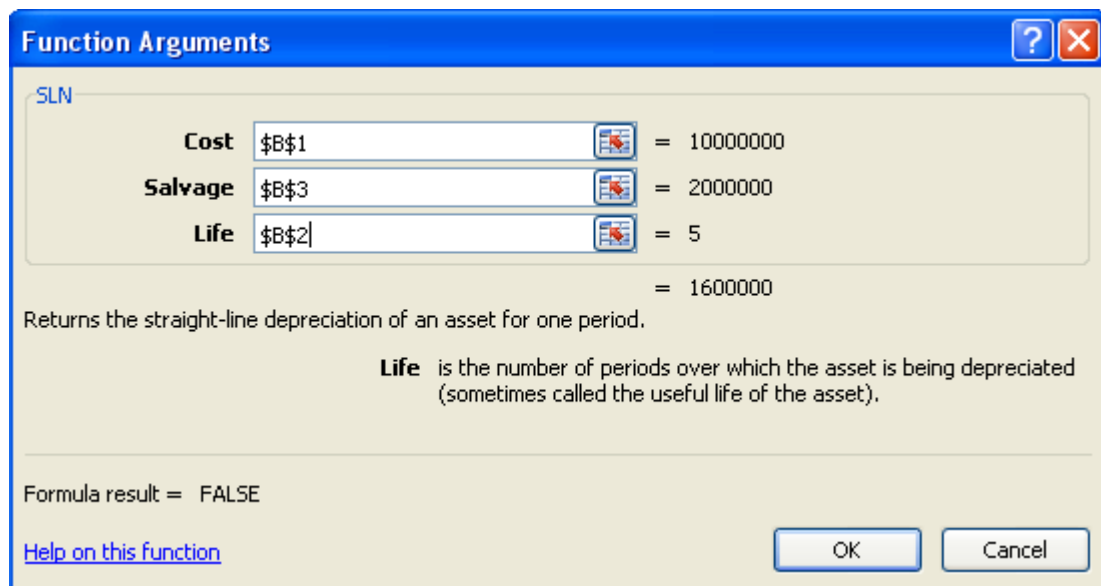 Function Arguments
SLN
Cost $B$1 = 10000000
Salvage $B$3 = 2000000
Life $B$2 = 5
= 1600000
Returns the straight-line depreciation of an asset for one period.
Life is the number of periods over which the asset is being depreciated
(sometimes called the useful life of the asset).
Formula result = FALSE
Help on this function
OK Cancel